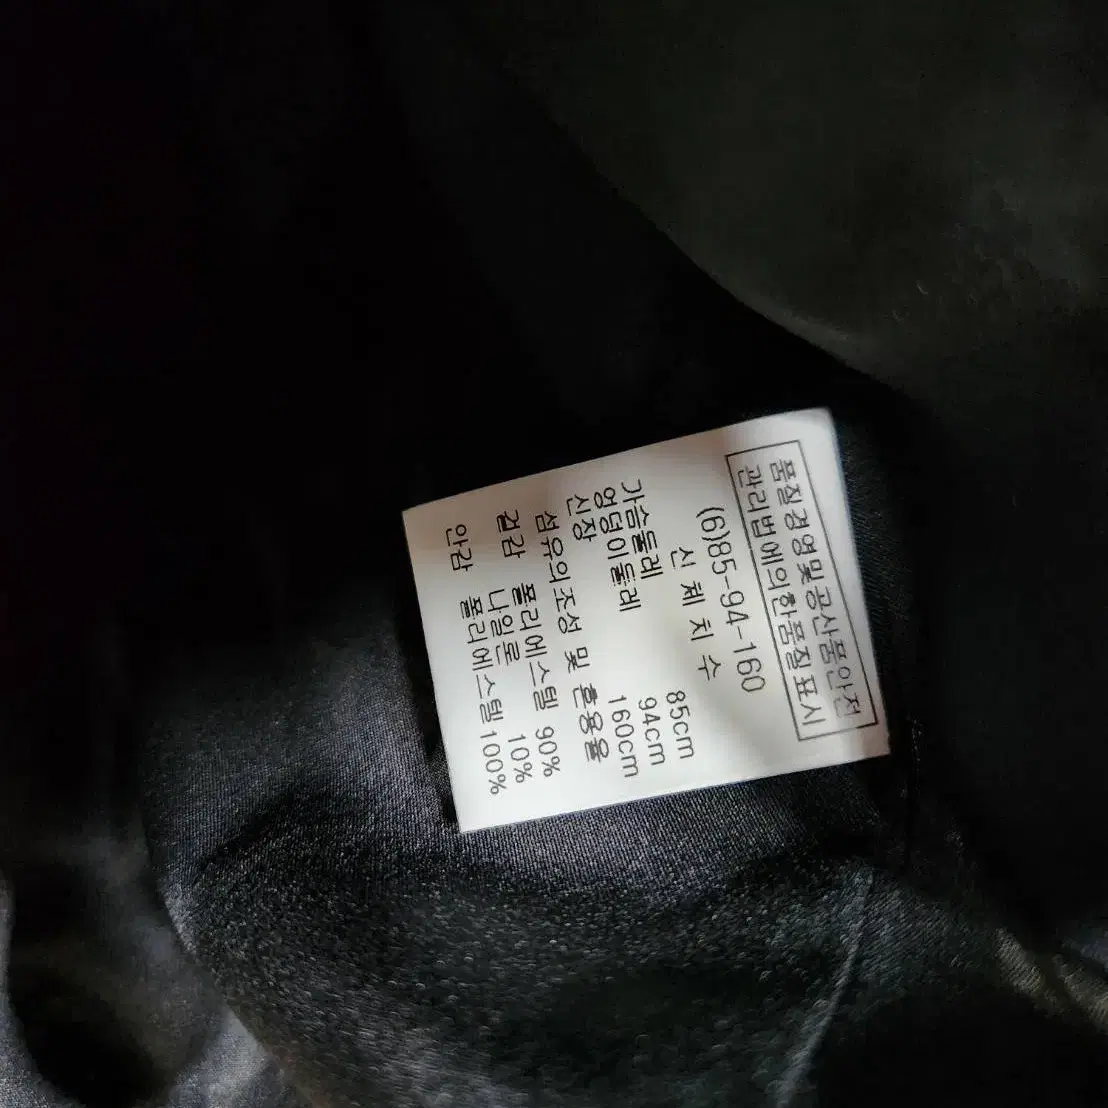 품질경영및공산품안전
관리법에의한품질표시
(6)85-94-160
신 체 치 수
가슴둘레 85cm
엉덩이둘레 94cm
신장 160cm
섬유의조성 및 혼용율
겉감 폴리에스텔 90%
나일론 10%
안감 폴리에스텔 100%